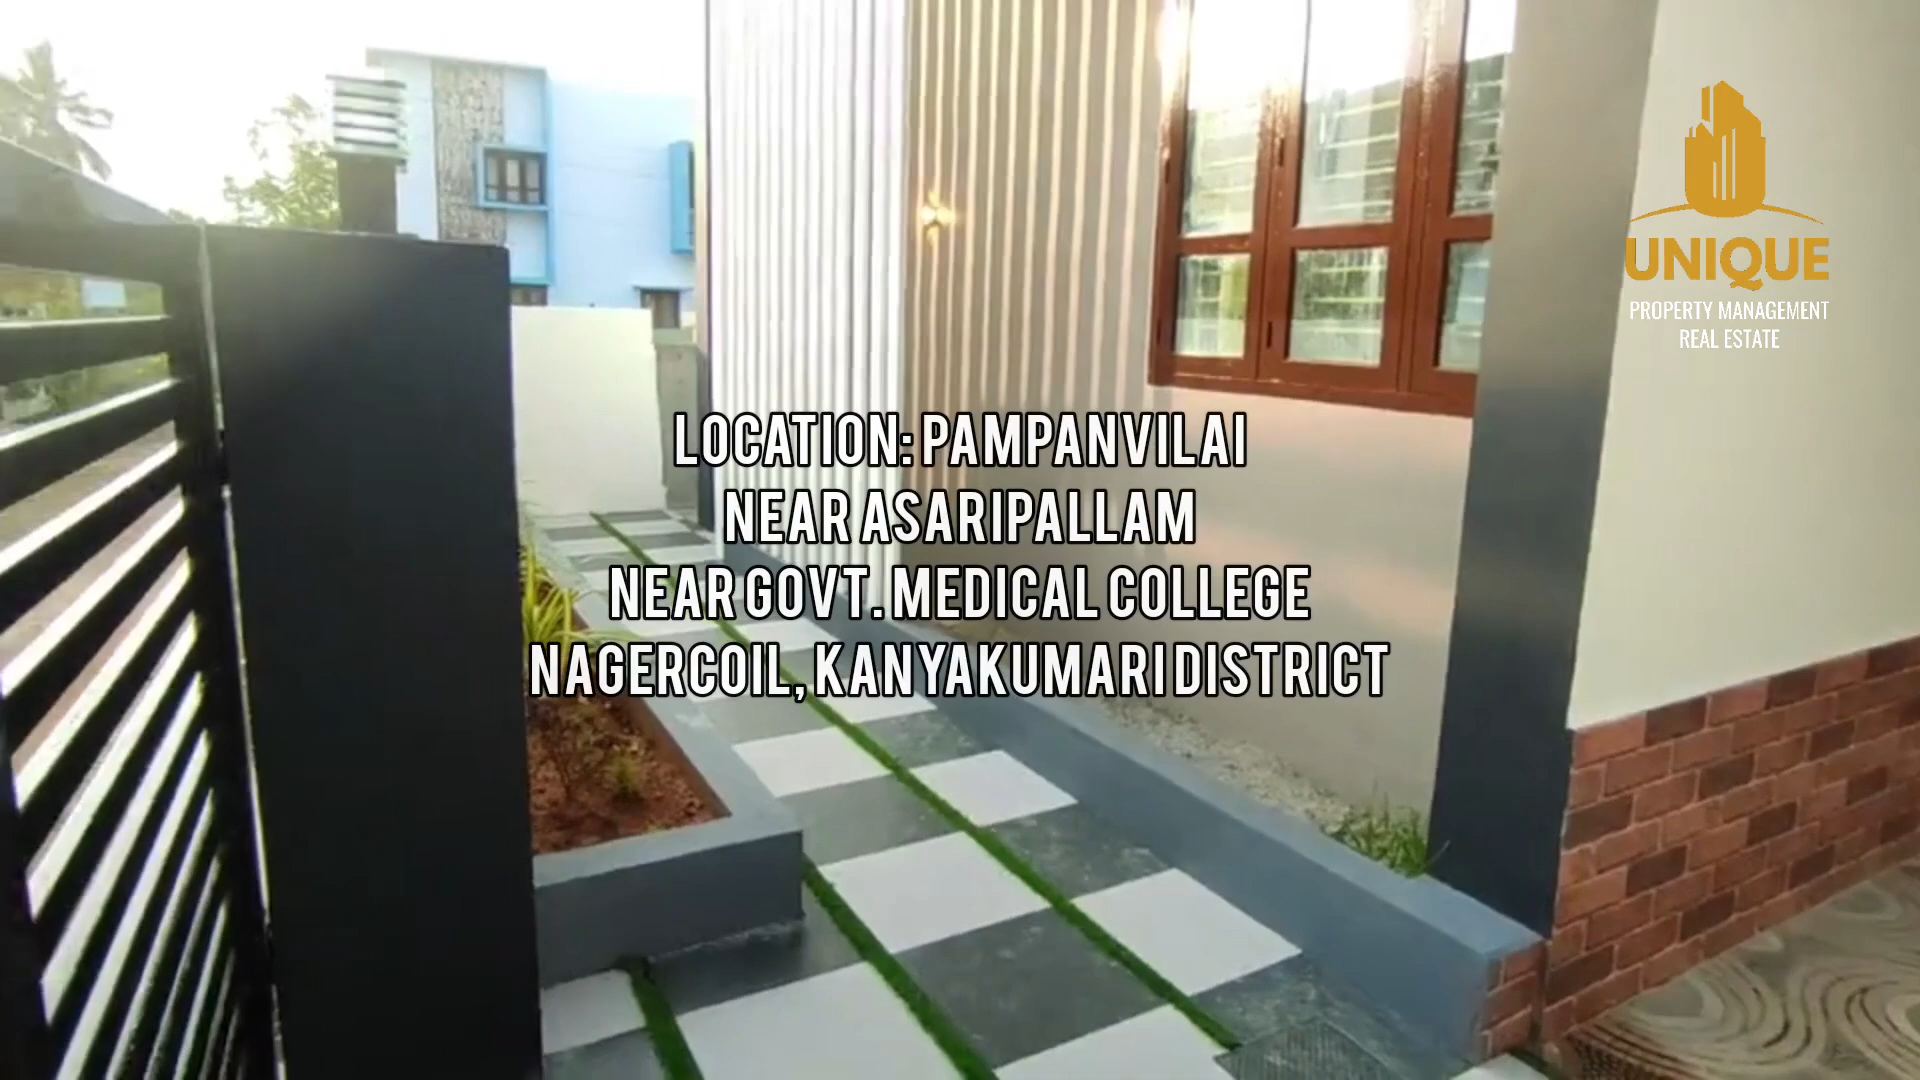 UNIQUE
PROPERTY MANAGEMENT
REAL ESTATE
LOCATION: PAMPANVILAI
NEAR ASARIPALLAM
NEAR GOVT. MEDICAL COLLEGE
NAGERCOIL, KANYAKUMARI DISTRICT